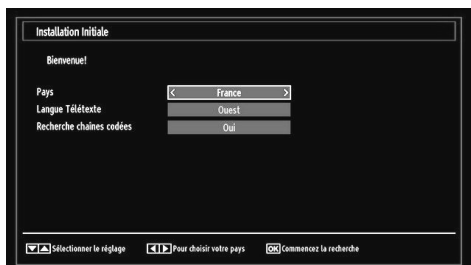 Installation Initiale
Bienvenue!
Pays < France >
Langue Télétexte Ouest
Recherche chaînes codées Oui
Sélectionner le réglage Pour choisir votre pays OK Commencez la recherche